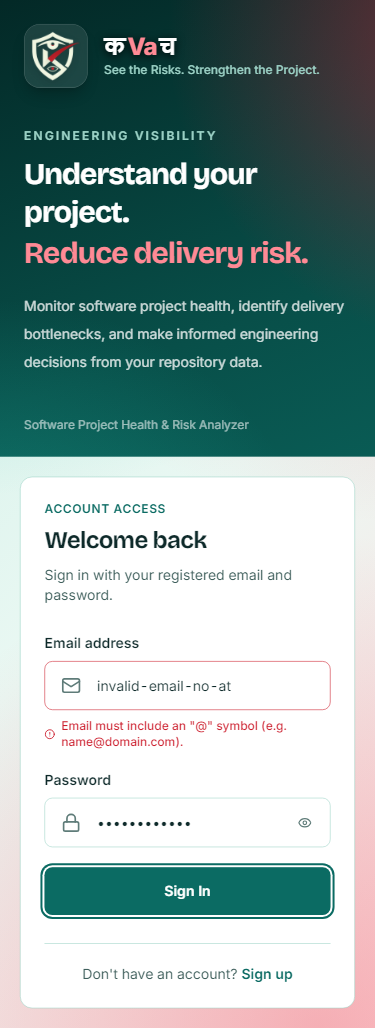 कVaच
See the Risks. Strengthen the Project.
ENGINEERING VISIBILITY
Understand your
project.
Reduce delivery risk.
Monitor software project health, identify delivery
bottlenecks, and make informed engineering
decisions from your repository data.
Software Project Health & Risk Analyzer
ACCOUNT ACCESS
Welcome back
Sign in with your registered email and
password.
Email address
invalid-email-no-at
Email must include an "@" symbol (e.g.
name@domain.com).
Password
••••••••••••
Sign In
Don't have an account? Sign up